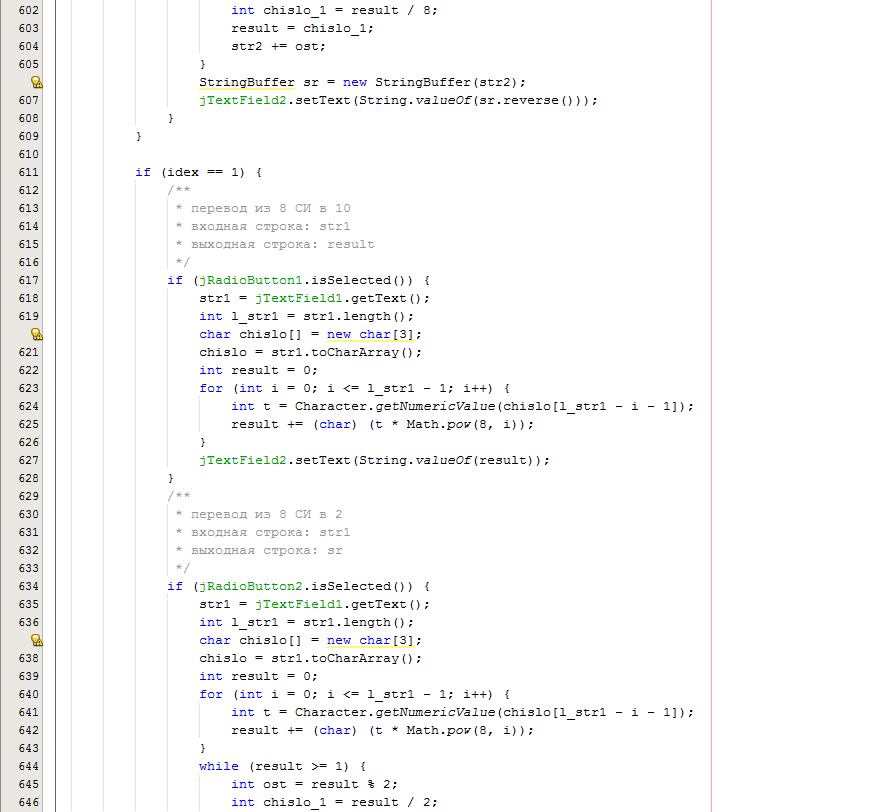 602 int chislo_1 = result / 8;
603 result = chislo_1;
604 str2 += ost;
605 }
StringBuffer sr = new StringBuffer(str2);
607 jTextField2.setText(String.valueOf(sr.reverse()));
608 }
609 }
610
611 if (idex == 1) {
612 /**
613 * перевод из 8 СИ в 10
614 * входная строка: str1
615 * выходная строка: result
616 */
617 if (jRadioButton1.isSelected()) {
618 str1 = jTextField1.getText();
619 int l_str1 = str1.length();
char chislo[] = new char[3];
621 chislo = str1.toCharArray();
622 int result = 0;
623 for (int i = 0; i <= l_str1 - 1; i++) {
624 int t = Character.getNumericValue(chislo[l_str1 - i - 1]);
625 result += (char) (t * Math.pow(8, i));
626 }
627 jTextField2.setText(String.valueOf(result));
628 }
629 /**
630 * перевод из 8 СИ в 2
631 * входная строка: str1
632 * выходная строка: sr
633 */
634 if (jRadioButton2.isSelected()) {
635 str1 = jTextField1.getText();
636 int l_str1 = str1.length();
char chislo[] = new char[3];
638 chislo = str1.toCharArray();
639 int result = 0;
640 for (int i = 0; i <= l_str1 - 1; i++) {
641 int t = Character.getNumericValue(chislo[l_str1 - i - 1]);
642 result += (char) (t * Math.pow(8, i));
643 }
644 while (result >= 1) {
645 int ost = result % 2;
646 int chislo_1 = result / 2;